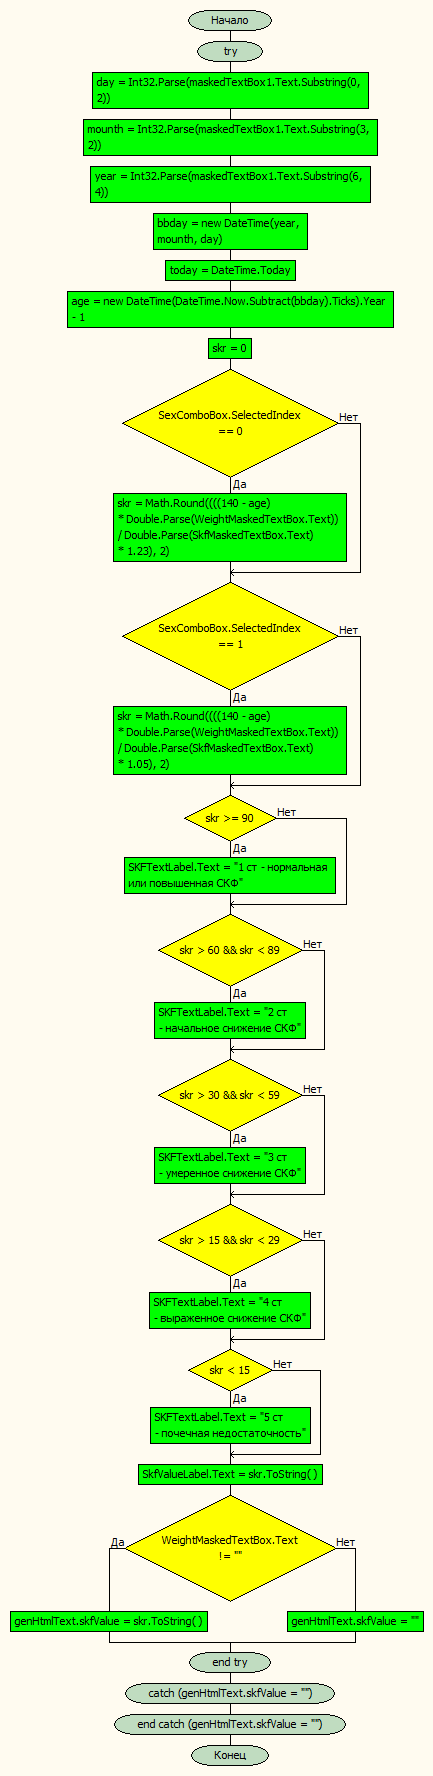 Начало
try
day = Int32.Parse(maskedTextBox1.Text.Substring(0,
2))
mounth = Int32.Parse(maskedTextBox1.Text.Substring(3,
2))
year = Int32.Parse(maskedTextBox1.Text.Substring(6,
4))
bbday = new DateTime(year,
mounth, day)
today = DateTime.Today
age = new DateTime(DateTime.Now.Subtract(bbday).Ticks).Year
- 1
skr = 0
SexComboBox.SelectedIndex
== 0
Нет
Да
skr = Math.Round((((140 - age)
* Double.Parse(WeightMaskedTextBox.Text))
/ Double.Parse(SkfMaskedTextBox.Text)
* 1.23), 2)
SexComboBox.SelectedIndex
== 1
Нет
Да
skr = Math.Round((((140 - age)
* Double.Parse(WeightMaskedTextBox.Text))
/ Double.Parse(SkfMaskedTextBox.Text)
* 1.05), 2)
skr >= 90
Нет
Да
SKFTextLabel.Text = "1 ст - нормальная
или повышенная СКФ"
skr > 60 && skr < 89
Нет
Да
SKFTextLabel.Text = "2 ст
- начальное снижение СКФ"
skr > 30 && skr < 59
Нет
Да
SKFTextLabel.Text = "3 ст
- умеренное снижение СКФ"
skr > 15 && skr < 29
Нет
Да
SKFTextLabel.Text = "4 ст
- выраженное снижение СКФ"
skr < 15
Нет
Да
SKFTextLabel.Text = "5 ст
- почечная недостаточность"
SkfValueLabel.Text = skr.ToString( )
WeightMaskedTextBox.Text
!= ""
Да
Нет
genHtmlText.skfValue = skr.ToString( )
genHtmlText.skfValue = ""
end try
catch (genHtmlText.skfValue = "")
end catch (genHtmlText.skfValue = "")
Конец